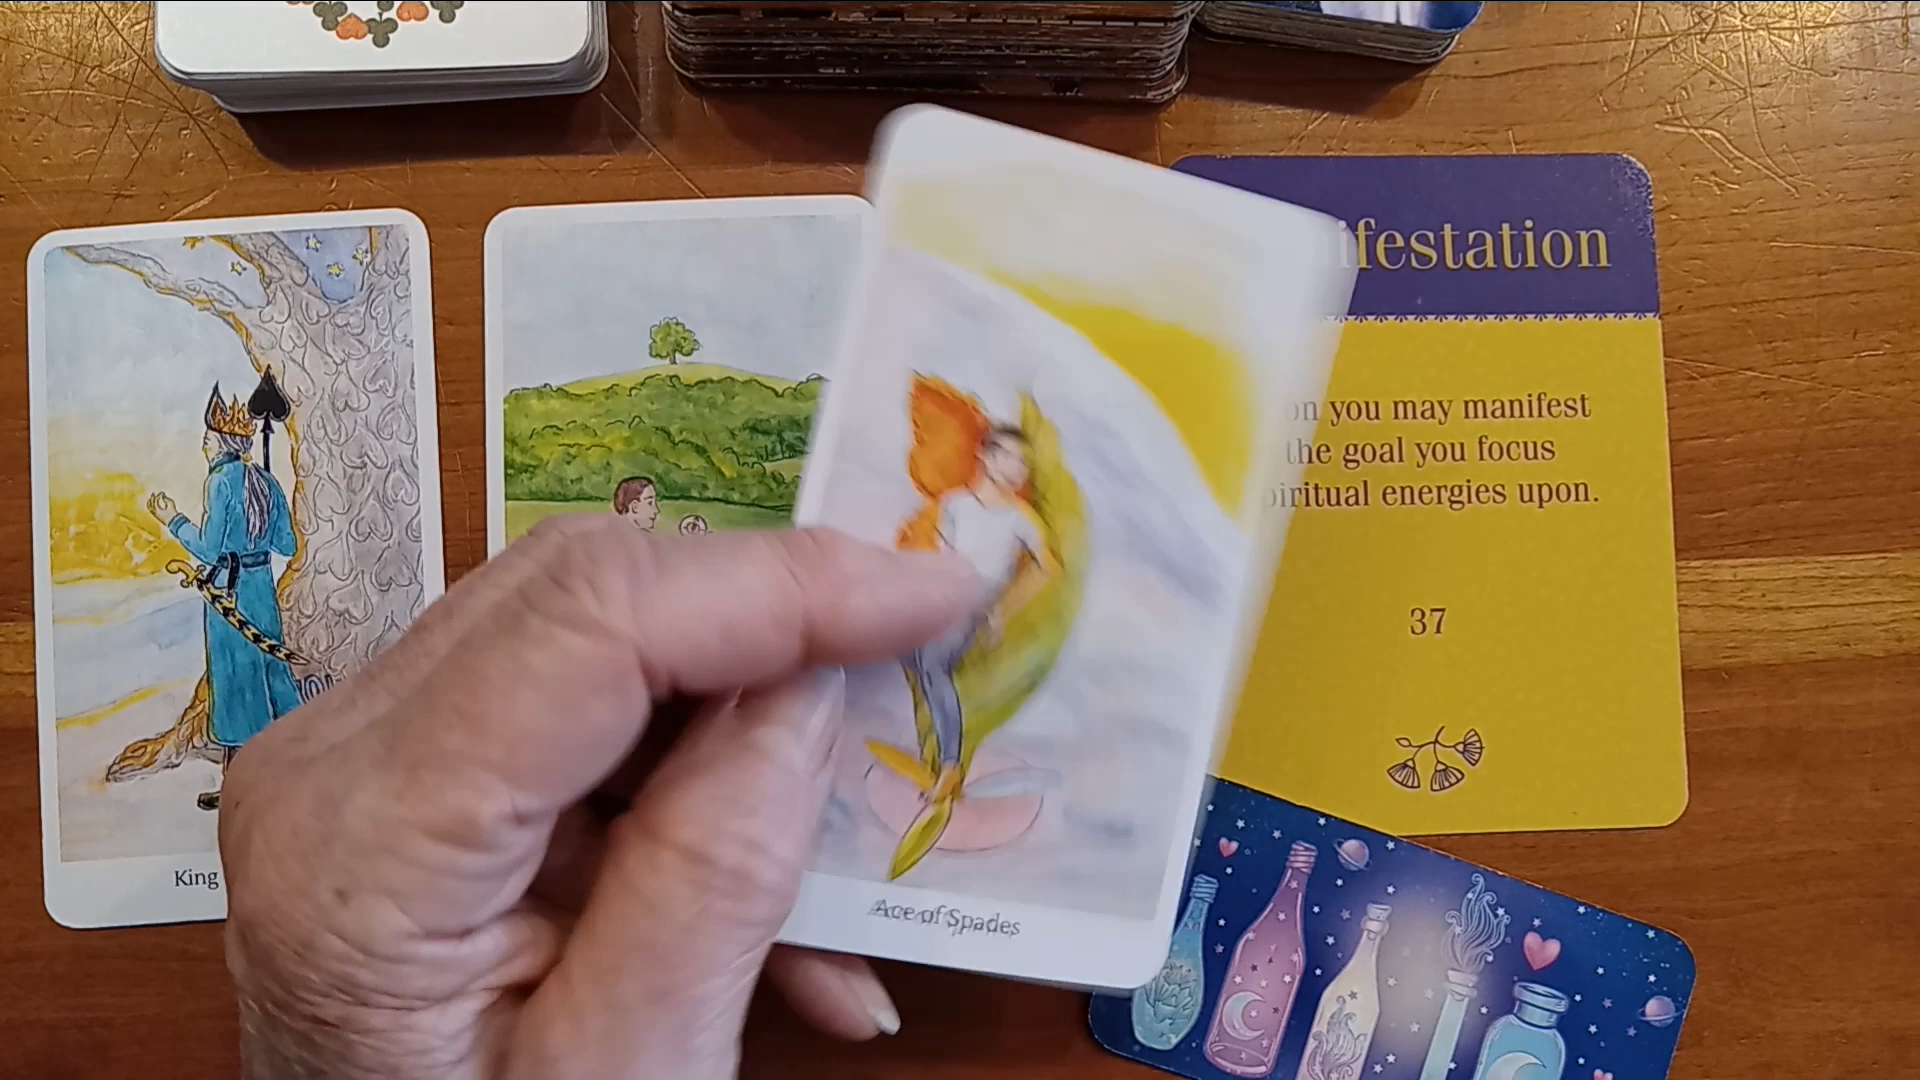 King
Ace of Spades
ifestation
on you may manifest
the goal you focus
piritual energies upon.
37